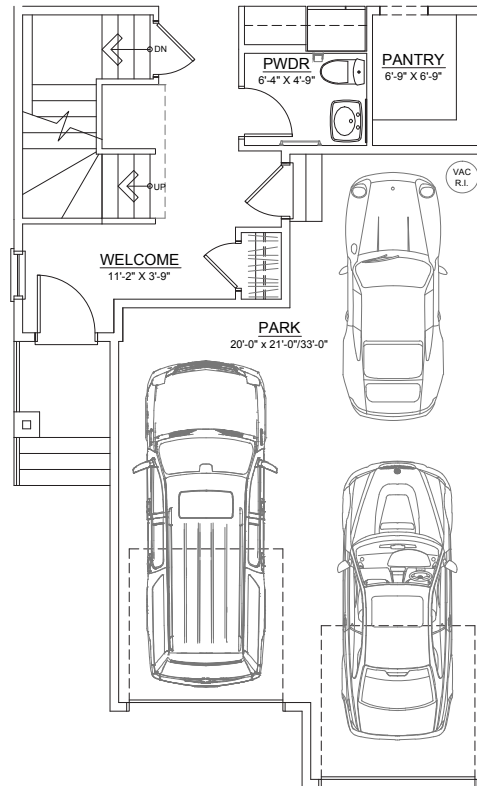 DN
PWDR
6'-4" X 4'-9"
PANTRY
6'-9" X 6'-9"
UP
VAC
R.I.
WELCOME
11'-2" X 3'-9"
PARK
20'-0" x 21'-0"/33'-0"